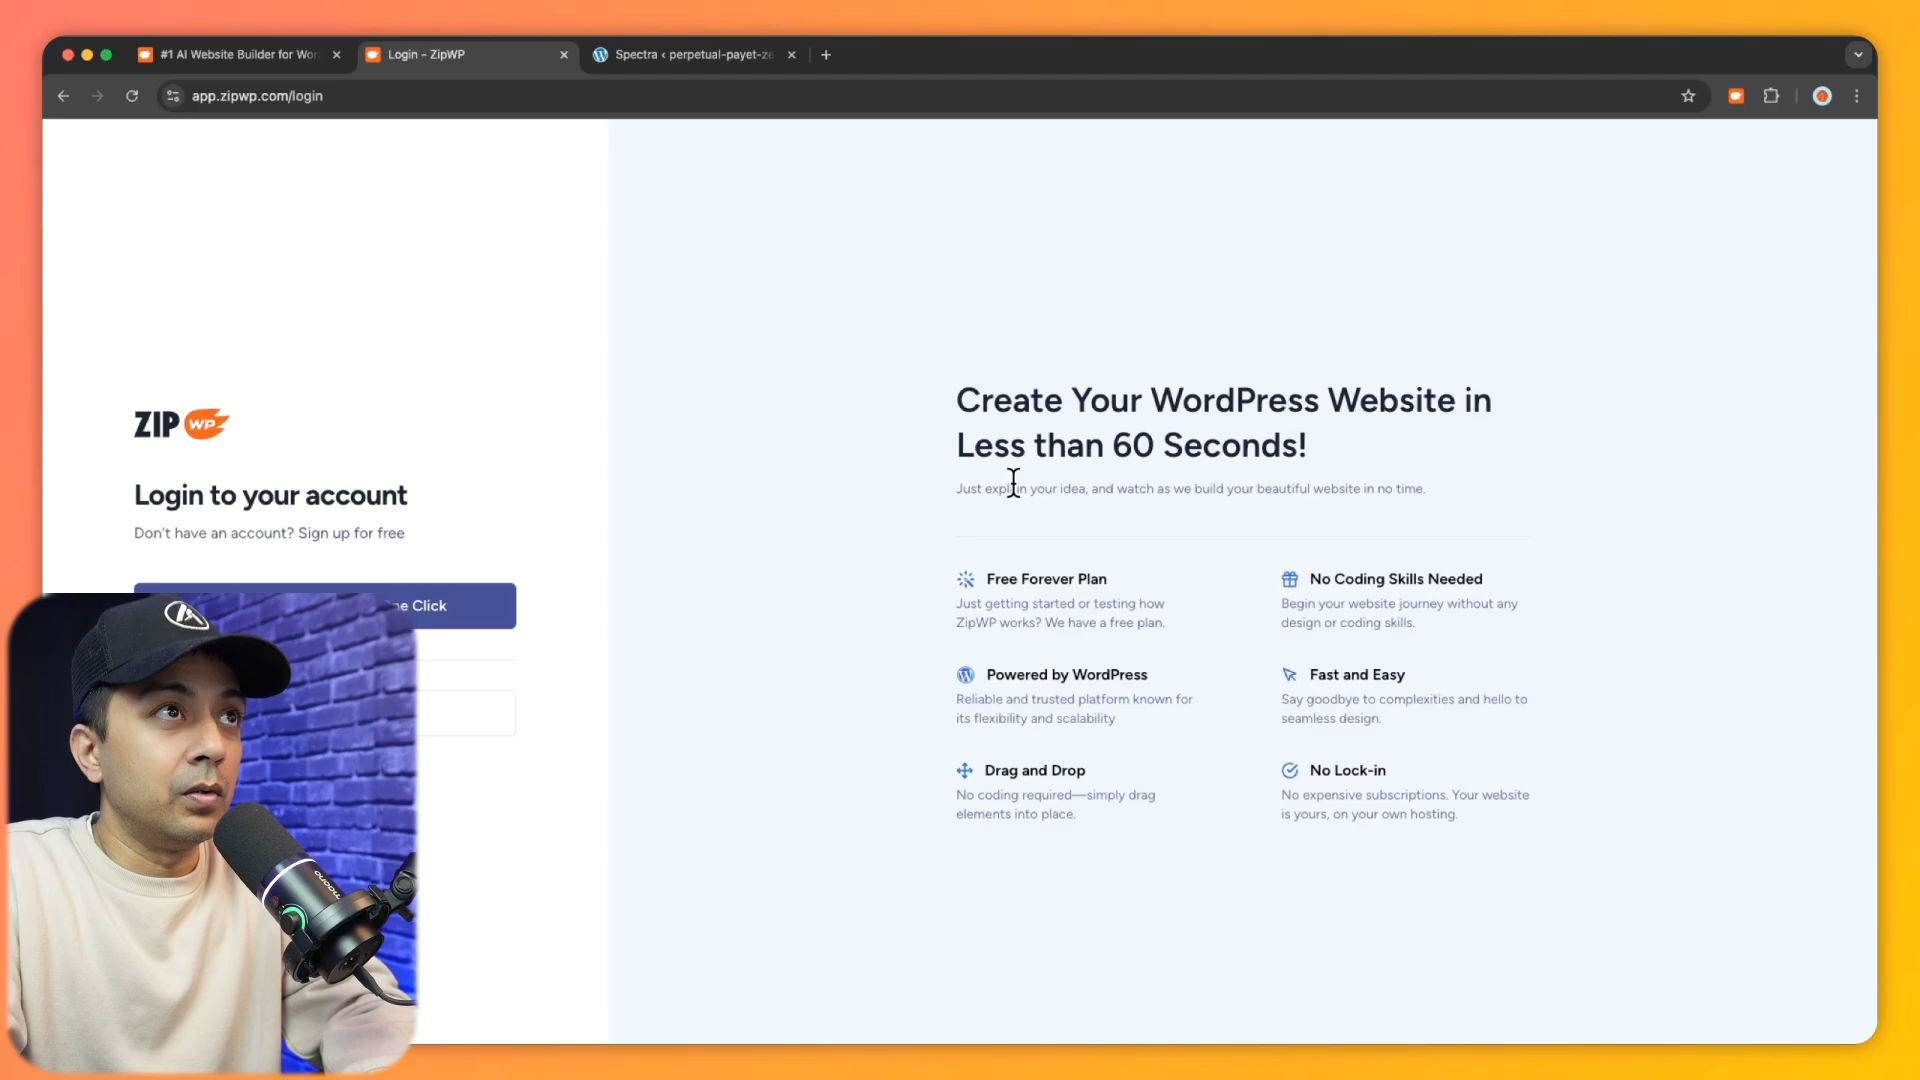 #1 AI Website Builder for Wor
Login - ZipWP
Spectra ‹ perpetual-payet-ze
app.zipwp.com/login
ZIP WP
Login to your account
Don't have an account? Sign up for free
ne Click
Create Your WordPress Website in
Less than 60 Seconds!
Just explain your idea, and watch as we build your beautiful website in no time.
Free Forever Plan
Just getting started or testing how
ZipWP works? We have a free plan.
No Coding Skills Needed
Begin your website journey without any
design or coding skills.
Powered by WordPress
Reliable and trusted platform known for
its flexibility and scalability
Fast and Easy
Say goodbye to complexities and hello to
seamless design.
Drag and Drop
No coding required—simply drag
elements into place.
No Lock-in
No expensive subscriptions. Your website
is yours, on your own hosting.
maono